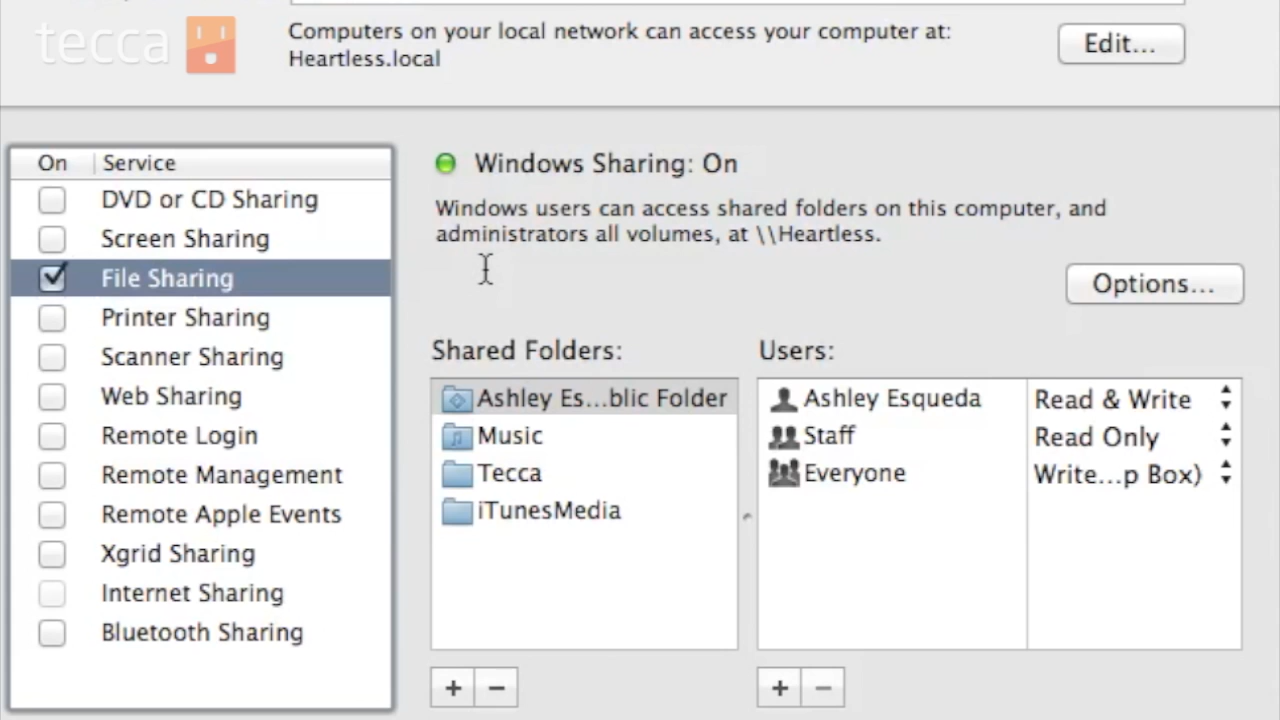 tecca
Computers on your local network can access your computer at:
Heartless.local
Edit...
On Service
DVD or CD Sharing
Screen Sharing
File Sharing
Printer Sharing
Scanner Sharing
Web Sharing
Remote Login
Remote Management
Remote Apple Events
Xgrid Sharing
Internet Sharing
Bluetooth Sharing
Windows Sharing: On
Windows users can access shared folders on this computer, and
administrators all volumes, at \\Heartless.
Options...
Shared Folders:
Ashley Es...blic Folder
Music
Tecca
iTunesMedia
Users:
Ashley Esqueda Read & Write
Staff Read Only
Everyone Write...p Box)